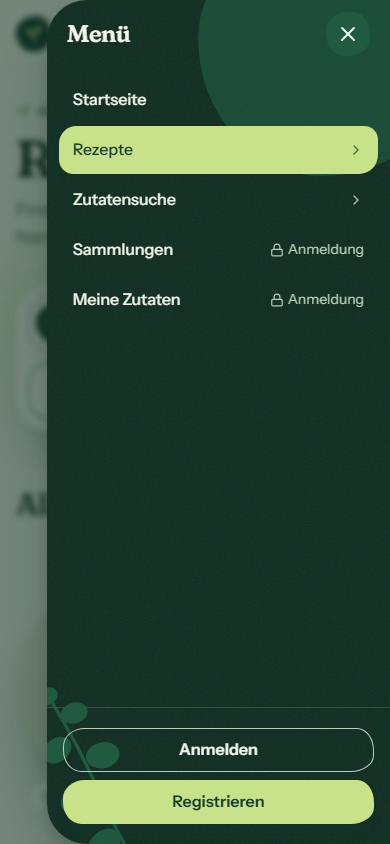 Menü
Startseite
Rezepte
Zutatensuche
Sammlungen Anmeldung
Meine Zutaten Anmeldung
Anmelden
Registrieren